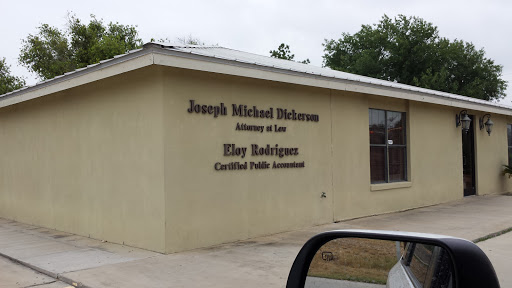 Joseph Michael Dickerson
Attorney at Law
Eloy Rodriguez
Certified Public Accountant